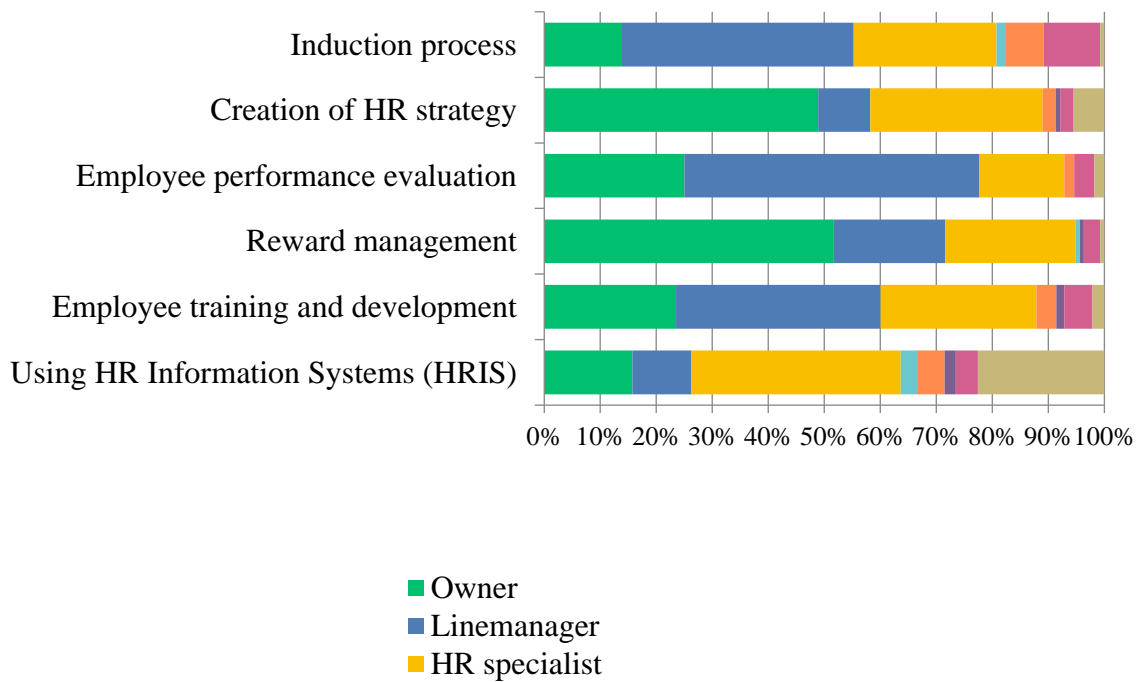 Induction process
Creation of HR strategy
Employee performance evaluation
Reward management
Employee training and development
Using HR Information Systems (HRIS)
0% 10% 20% 30% 40% 50% 60% 70% 80% 90% 100%
Owner
Linemanager
HR specialist